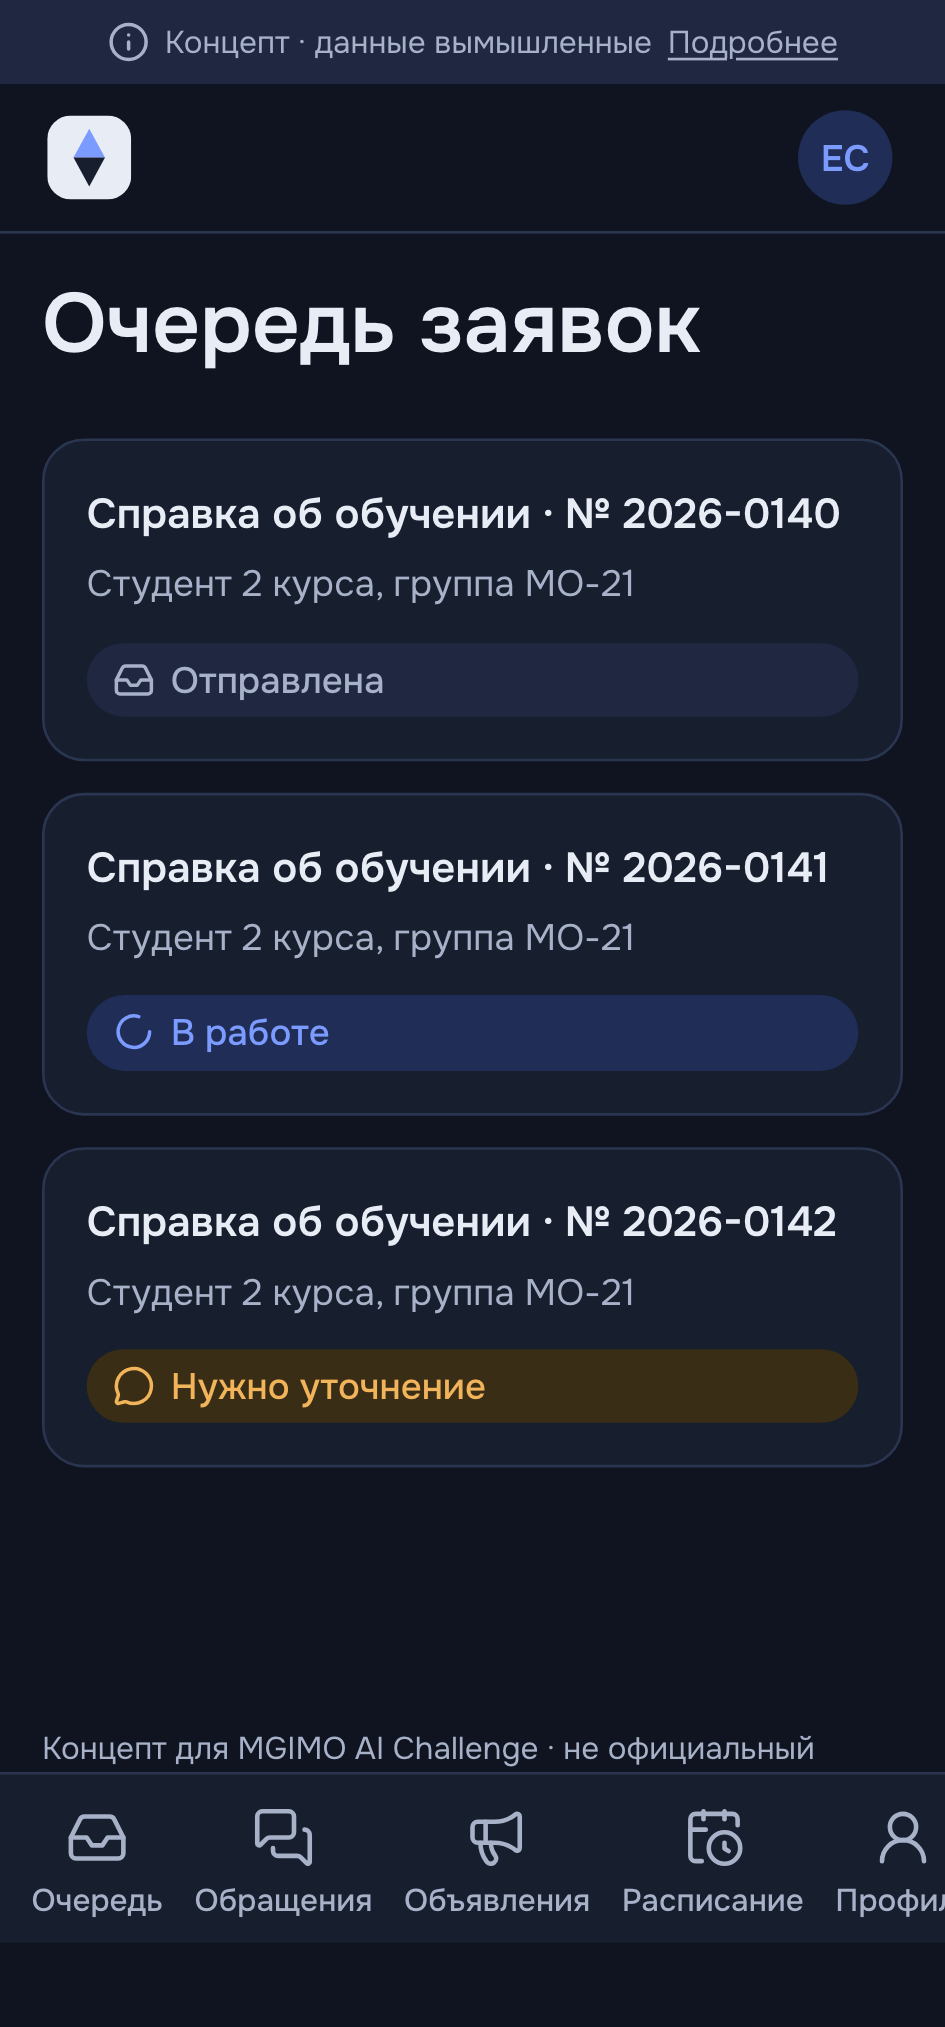 Концепт · данные вымышленные Подробнее
ЕС
Очередь заявок
Справка об обучении · № 2026-0140
Студент 2 курса, группа МО-21
Отправлена
Справка об обучении · № 2026-0141
Студент 2 курса, группа МО-21
В работе
Справка об обучении · № 2026-0142
Студент 2 курса, группа МО-21
Нужно уточнение
Концепт для MGIMO AI Challenge · не официальный
Очередь Обращения Объявления Расписание